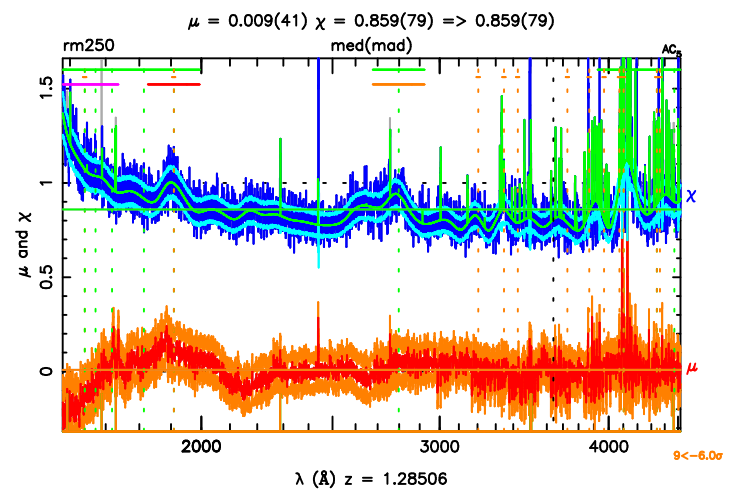 μ = 0.009(41) χ = 0.859(79) => 0.859(79)
rm250 med(mad) AC5
1.5
1
0.5
0
μ and χ
χ
μ
2000 3000 4000
9<-6.0σ
λ (Å) z = 1.28506